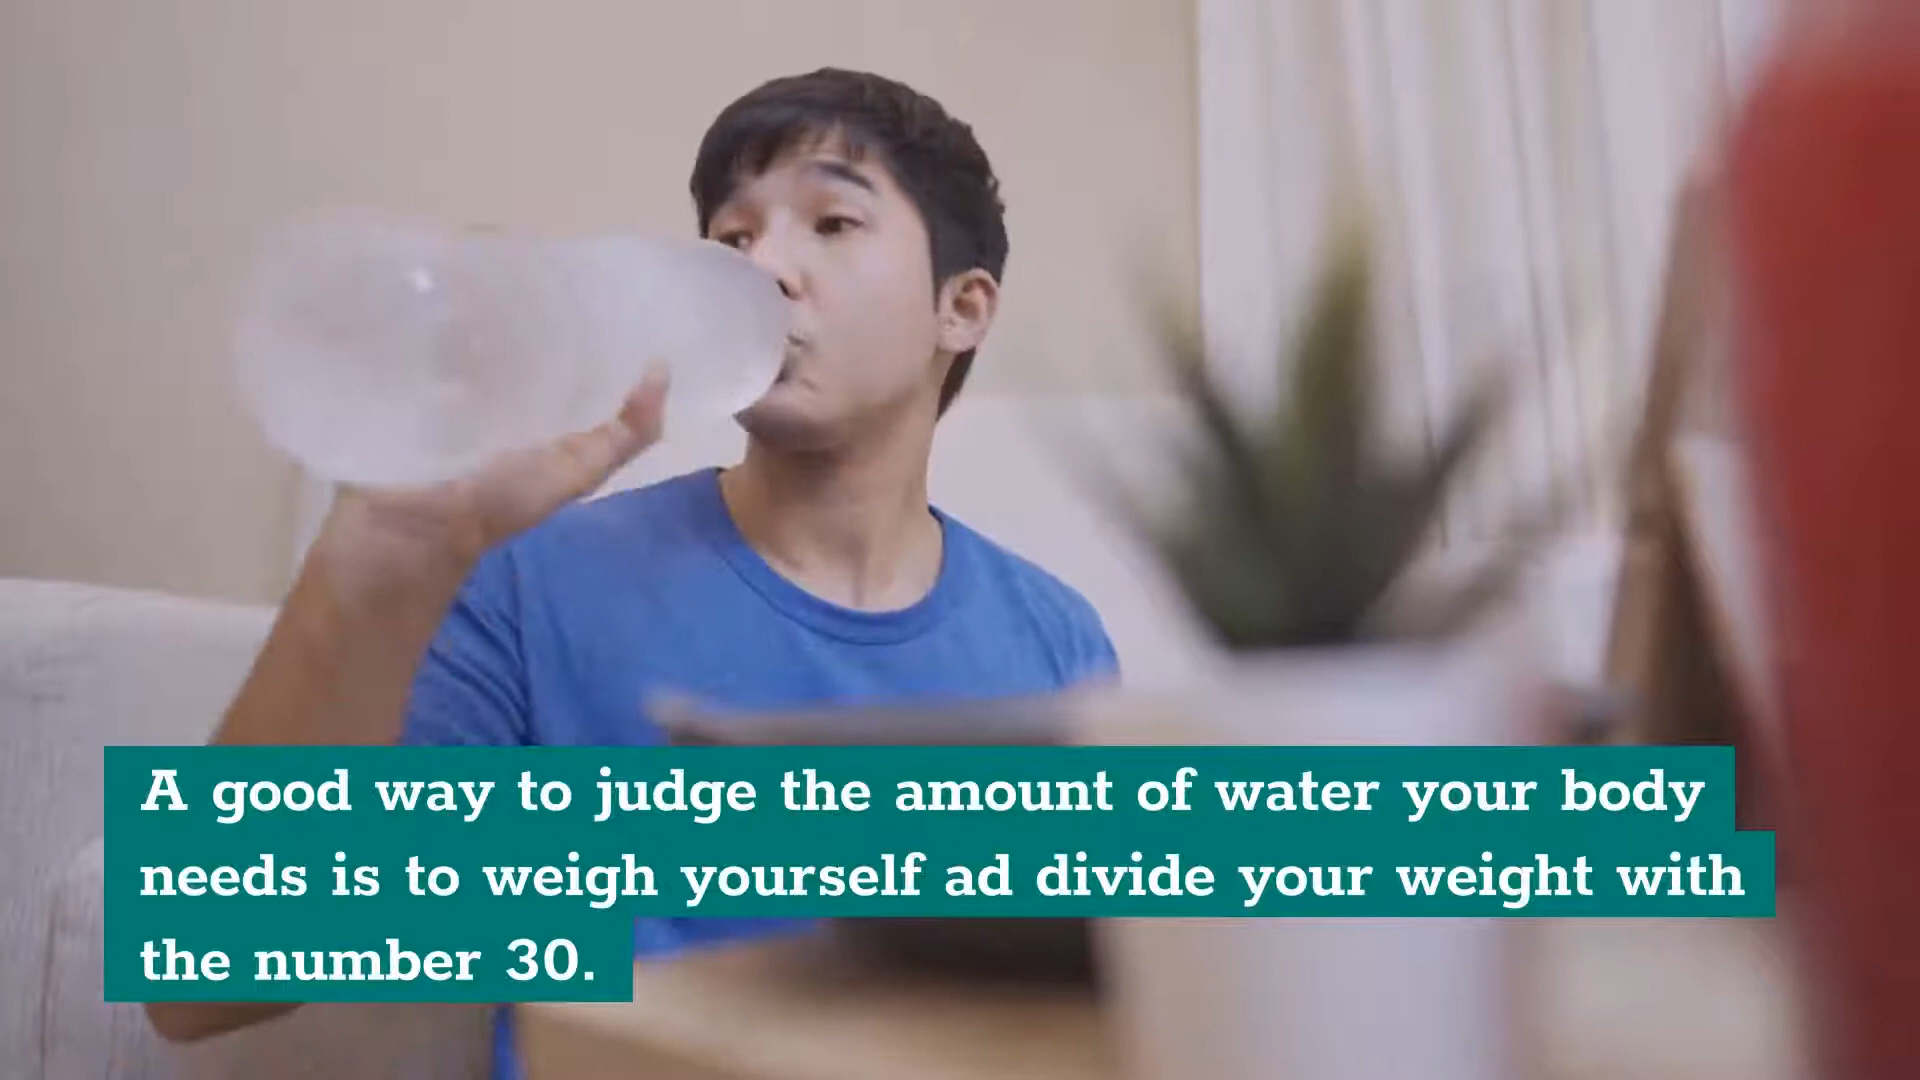 A good way to judge the amount of water your body
needs is to weigh yourself ad divide your weight with
the number 30.